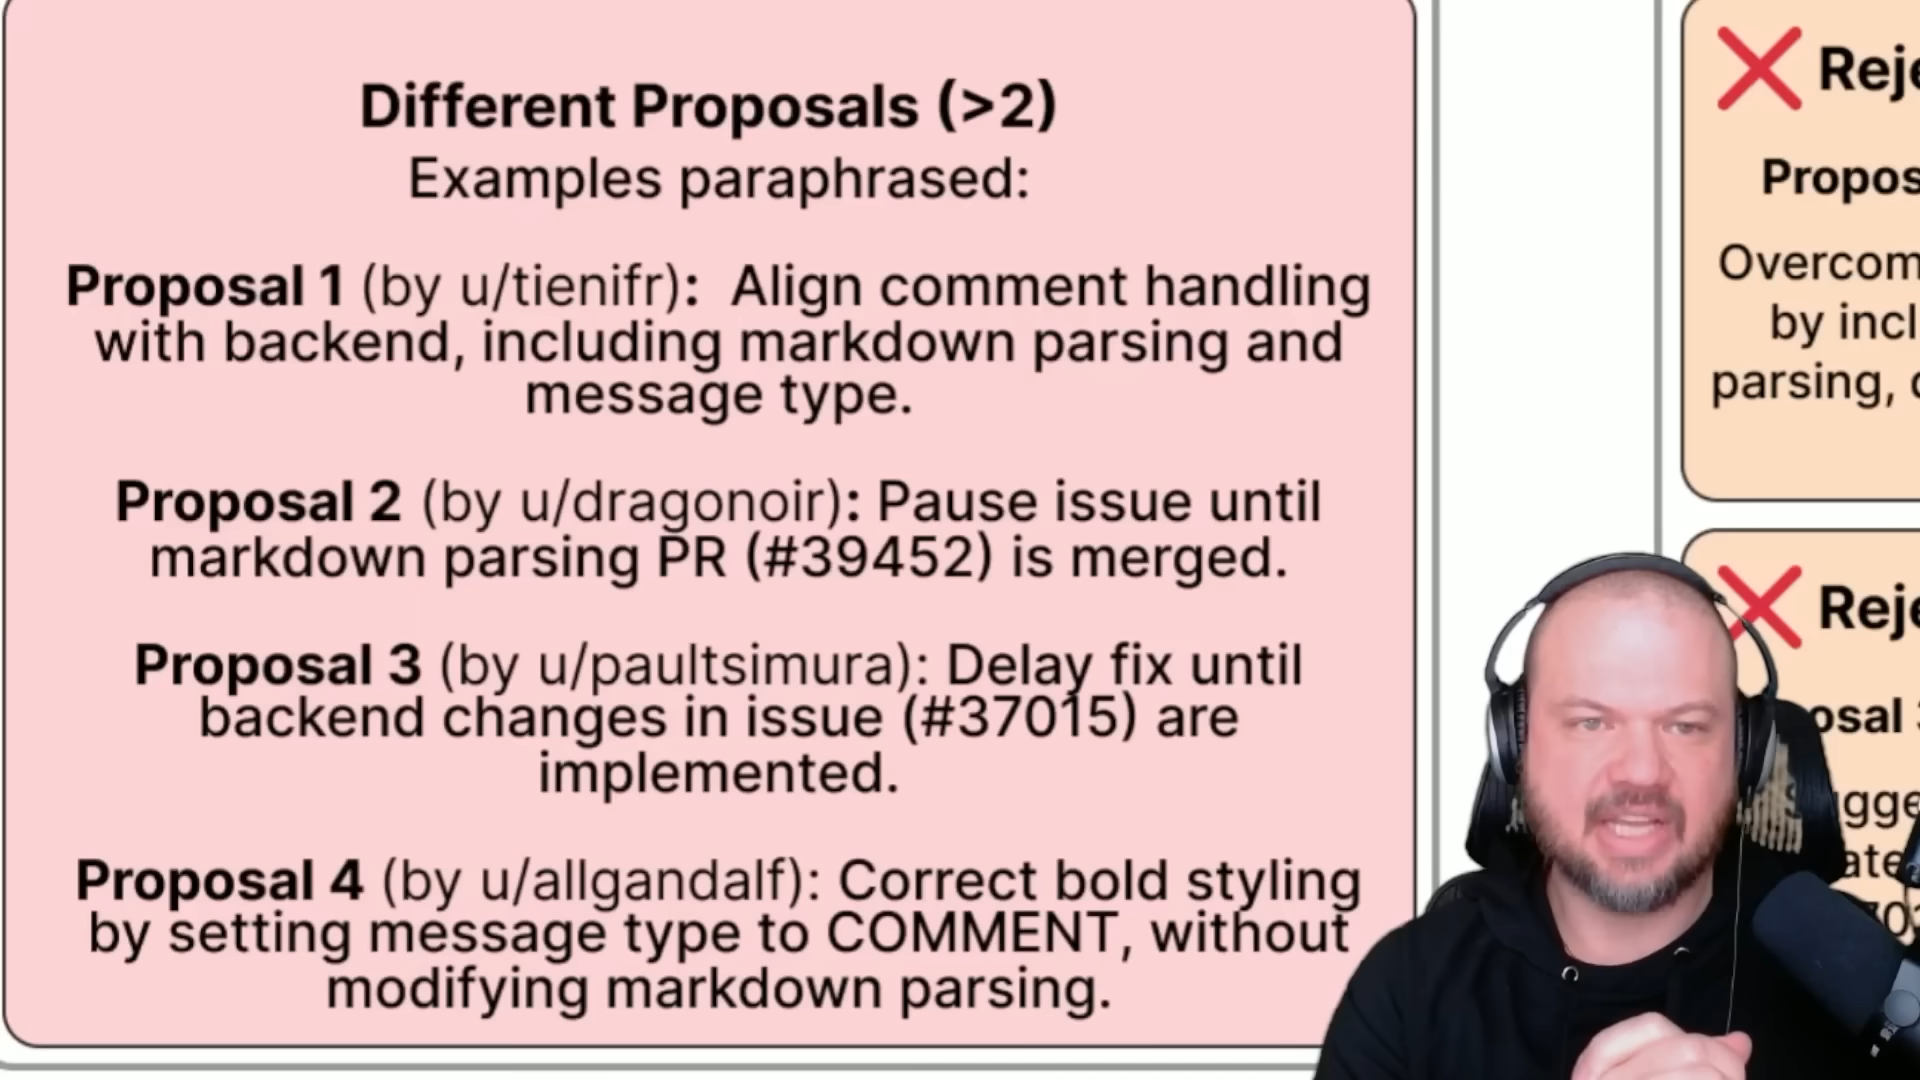 Different Proposals (>2)
Examples paraphrased:
Proposal 1 (by u/tienifr): Align comment handling
with backend, including markdown parsing and
message type.
Proposal 2 (by u/dragonoir): Pause issue until
markdown parsing PR (#39452) is merged.
Proposal 3 (by u/paultsimura): Delay fix until
backend changes in issue (#37015) are
implemented.
Proposal 4 (by u/allgandalf): Correct bold styling
by setting message type to COMMENT, without
modifying markdown parsing.
Reje
Propos
Overcom
by incl
parsing,
Reje
osal
gge
ate